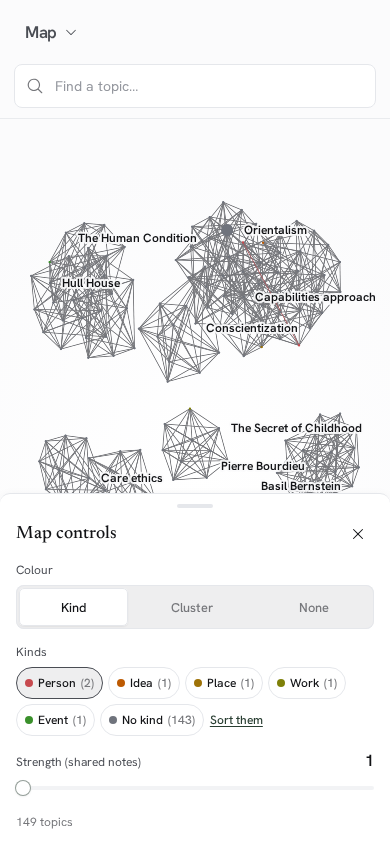 Map
Find a topic...
Orientalism
The Human Condition
Hull House
Capabilities approach
Conscientization
The Secret of Childhood
Pierre Bourdieu
Care ethics
Basil Bernstein
Map controls
Colour
Kind Cluster None
Kinds
Person (2) Idea (1) Place (1) Work (1)
Event (1) No kind (143) Sort them
Strength (shared notes) 1
149 topics